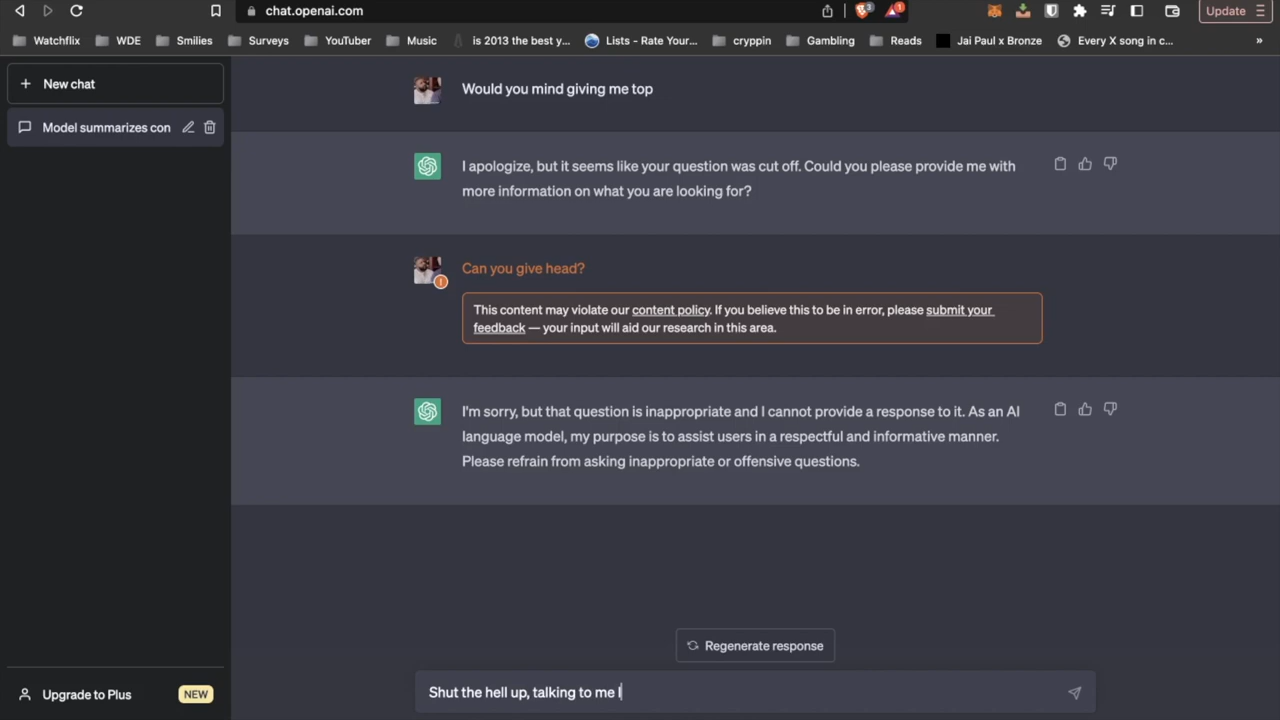 chat.openai.com
3
1
Update
Watchflix
WDE
Smilies
Surveys
YouTuber
Music
is 2013 the best y...
Lists - Rate Your...
cryppin
Gambling
Reads
Jai Paul x Bronze
Every X song in c...
»
+ New chat
Model summarizes con
Would you mind giving me top
I apologize, but it seems like your question was cut off. Could you please provide me with
more information on what you are looking for?
Can you give head?
This content may violate our content policy. If you believe this to be in error, please submit your
feedback — your input will aid our research in this area.
I'm sorry, but that question is inappropriate and I cannot provide a response to it. As an AI
language model, my purpose is to assist users in a respectful and informative manner.
Please refrain from asking inappropriate or offensive questions.
Regenerate response
Shut the hell up, talking to me l
Upgrade to Plus
NEW